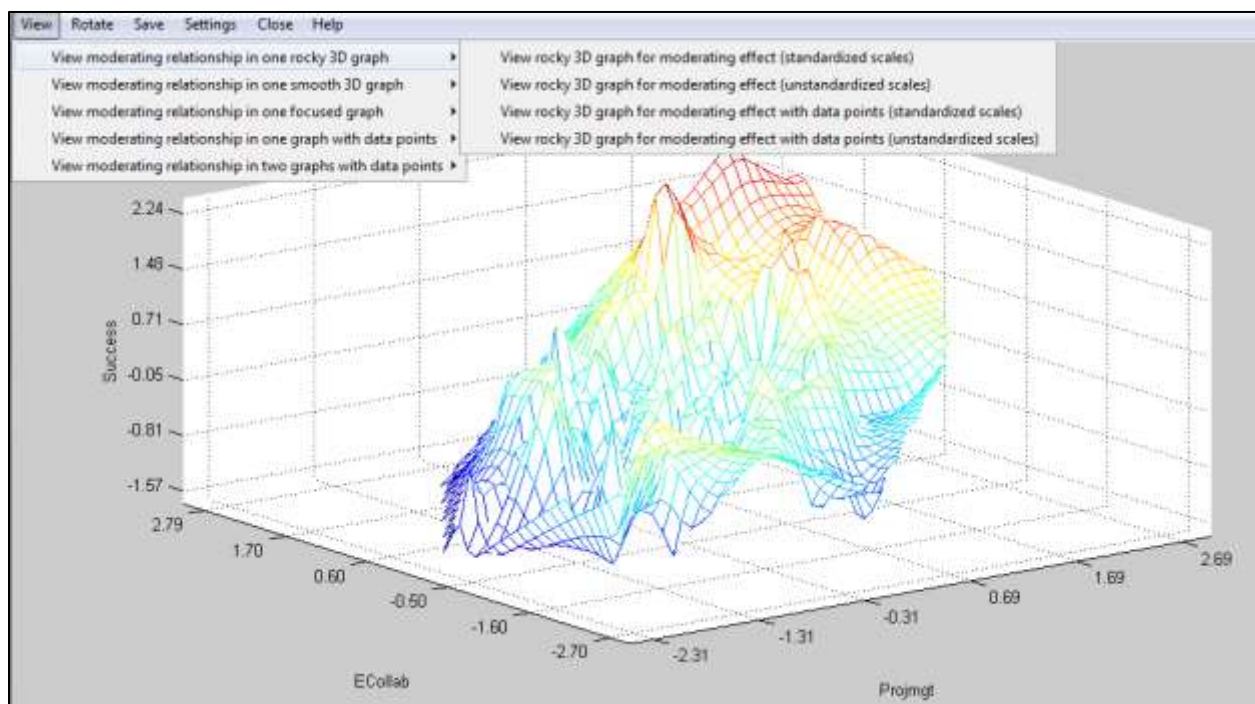 View Rotate Save Settings Close Help
View moderating relationship in one rocky 3D graph
View moderating relationship in one smooth 3D graph
View moderating relationship in one focused graph
View moderating relationship in one graph with data points
View moderating relationship in two graphs with data points
View rocky 3D graph for moderating effect (standardized scales)
View rocky 3D graph for moderating effect (unstandardized scales)
View rocky 3D graph for moderating effect with data points (standardized scales)
View rocky 3D graph for moderating effect with data points (unstandardized scales)
2.24
1.48
0.71
-0.05
-0.81
-1.57
Success
2.79
1.70
0.60
-0.50
-1.60
-2.70
ECollab
-2.31
-1.31
-0.31
0.69
1.69
2.69
Projmgt